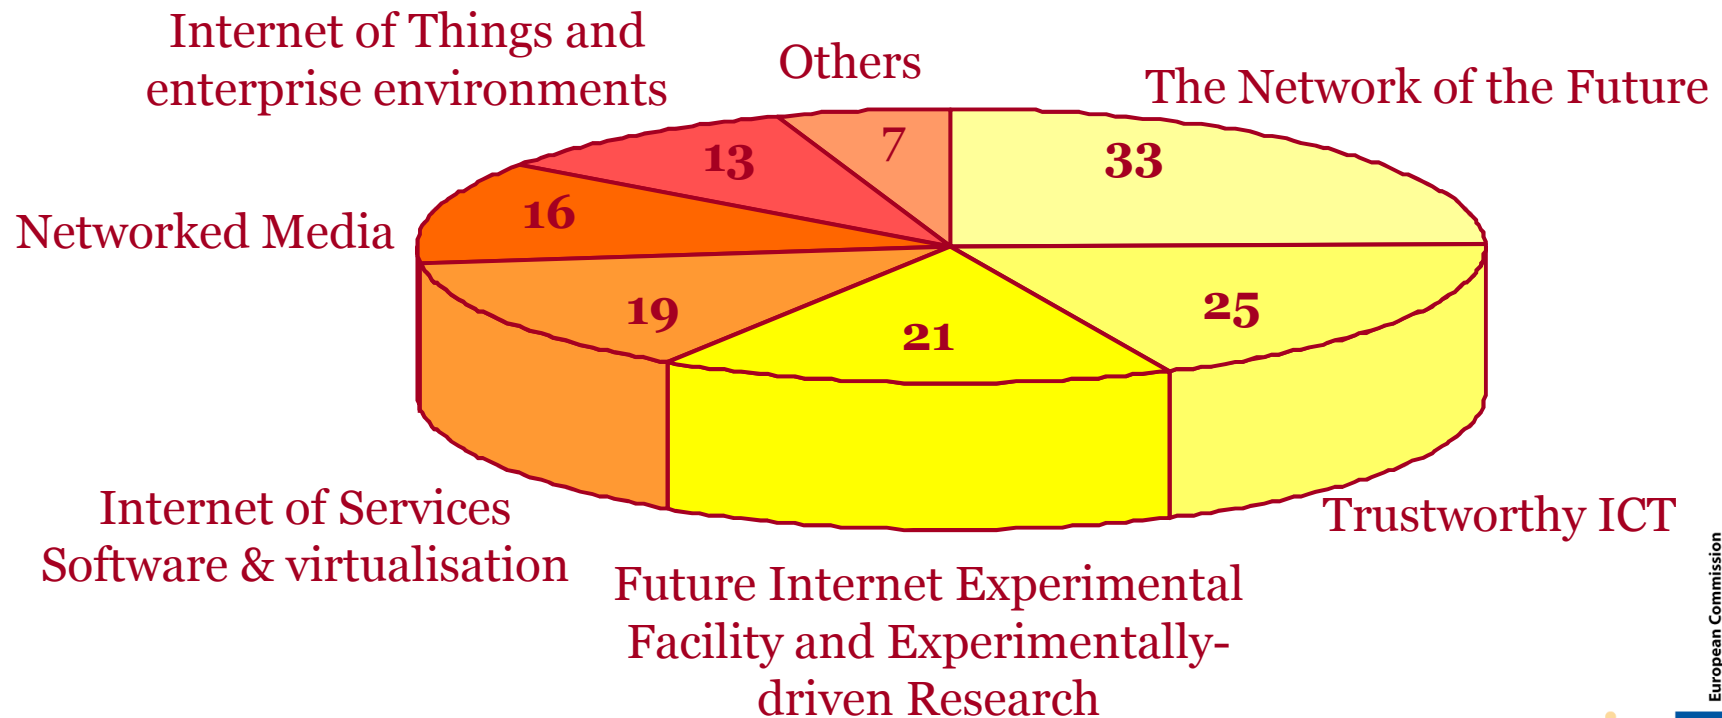 Internet of Things and
enterprise environments
Others
The Network of the Future
7
13
33
16
Networked Media
19
25
21
Internet of Services
Software & virtualisation
Trustworthy ICT
Future Internet Experimental
Facility and Experimentally-
driven Research
European Commission